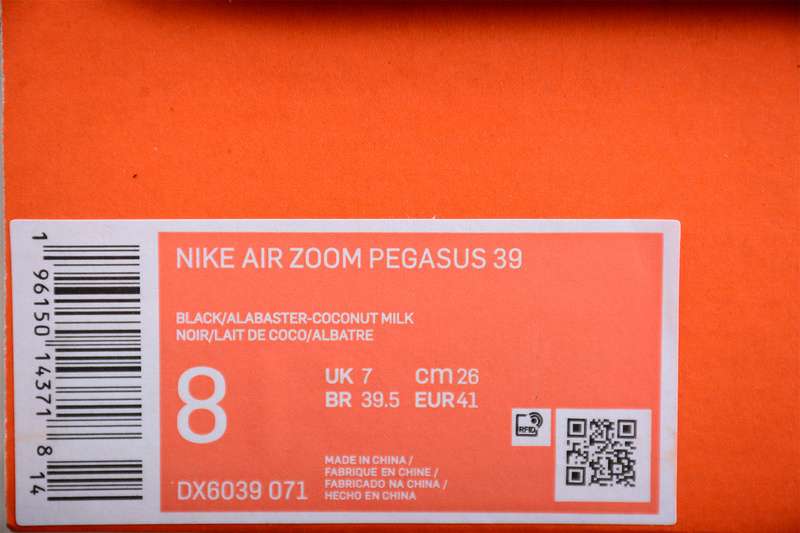 NIKE AIR ZOOM PEGASUS 39
BLACK/ALABASTER-COCONUT MILK
NOIR/LAIT DE COCO/ALBATRE
8
UK 7 cm 26
BR 39.5 EUR 41
RFID
MADE IN CHINA /
FABRIQUE EN CHINE /
FABRICADO NA CHINA /
HECHO EN CHINA
DX6039 071
1 96150 14371 8 14